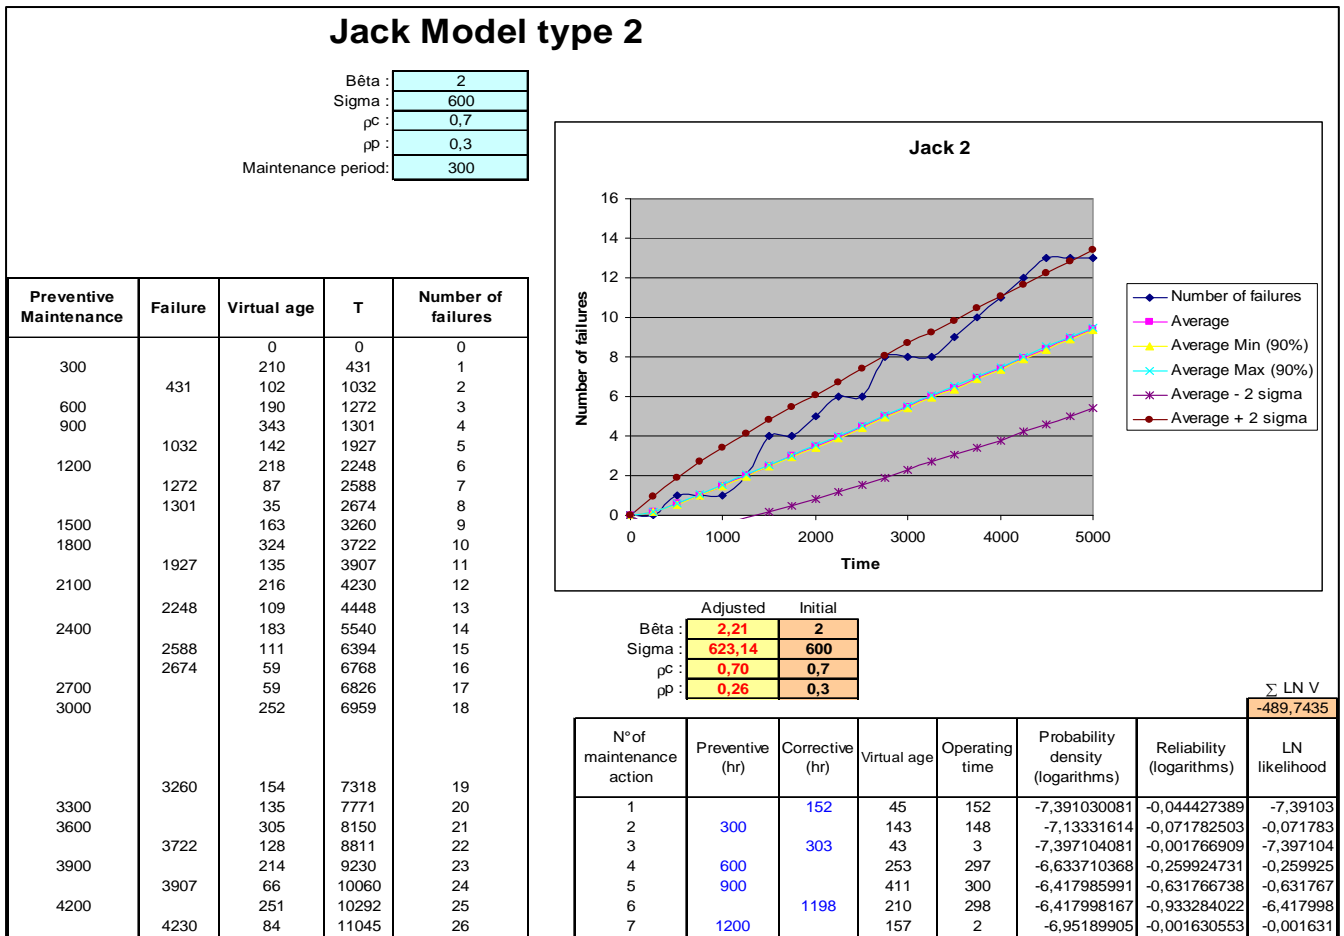 Jack Model type 2
Bêta : 2
Sigma : 600
ρc : 0,7
ρp : 0,3
Maintenance period: 300
Jack 2
Number of failures
16
14
12
10
8
6
4
2
0
0 1000 2000 3000 4000 5000
Time
Number of failures
Average
Average Min (90%)
Average Max (90%)
Average - 2 sigma
Average + 2 sigma
Preventive Maintenance Failure Virtual age T Number of failures
0 0 0
300 210 431 1
431 102 1032 2
600 190 1272 3
900 343 1301 4
1032 142 1927 5
1200 218 2248 6
1272 87 2588 7
1301 35 2674 8
1500 163 3260 9
1800 324 3722 10
1927 135 3907 11
2100 216 4230 12
2248 109 4448 13
2400 183 5540 14
2588 111 6394 15
2674 59 6768 16
2700 59 6826 17
3000 252 6959 18
3260 154 7318 19
3300 135 7771 20
3600 305 8150 21
3722 128 8811 22
3900 214 9230 23
3907 66 10060 24
4200 251 10292 25
4230 84 11045 26
Adjusted Initial
Bêta : 2,21 2
Sigma : 623,14 600
ρc : 0,70 0,7
ρp : 0,26 0,3
∑ LN V
-489,7435
N° of maintenance action Preventive (hr) Corrective (hr) Virtual age Operating time Probability density (logarithms) Reliability (logarithms) LN likelihood
1 152 45 152 -7,391030081 -0,044427389 -7,39103
2 300 143 148 -7,13331614 -0,071782503 -0,071783
3 303 43 3 -7,397104081 -0,001766909 -7,397104
4 600 253 297 -6,633710368 -0,259924731 -0,259925
5 900 411 300 -6,417985991 -0,631766738 -0,631767
6 1198 210 298 -6,417998167 -0,933284022 -6,417998
7 1200 157 2 -6,95189905 -0,001630553 -0,001631